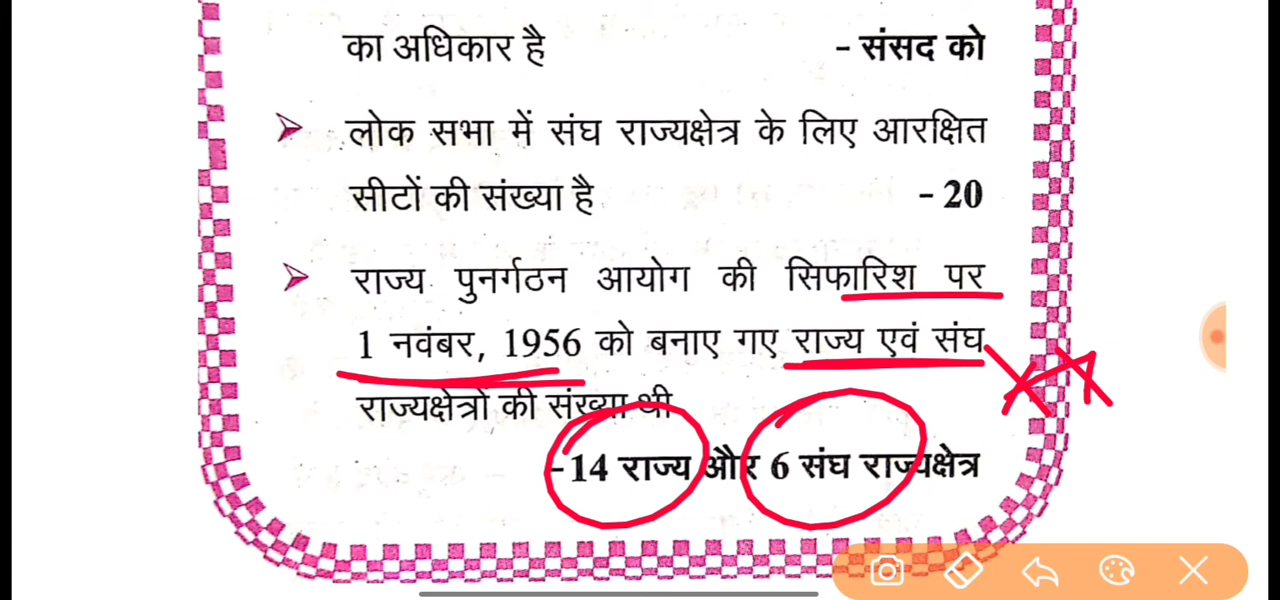 का अधिकार है - संसद को
लोक सभा में संघ राज्यक्षेत्र के लिए आरक्षित
सीटों की संख्या है - 20
राज्य पुनर्गठन आयोग की सिफारिश पर
1 नवंबर, 1956 को बनाए गए राज्य एवं संघ
राज्यक्षेत्रों की संख्या थी
-14 राज्य और 6 संघ राज्यक्षेत्र